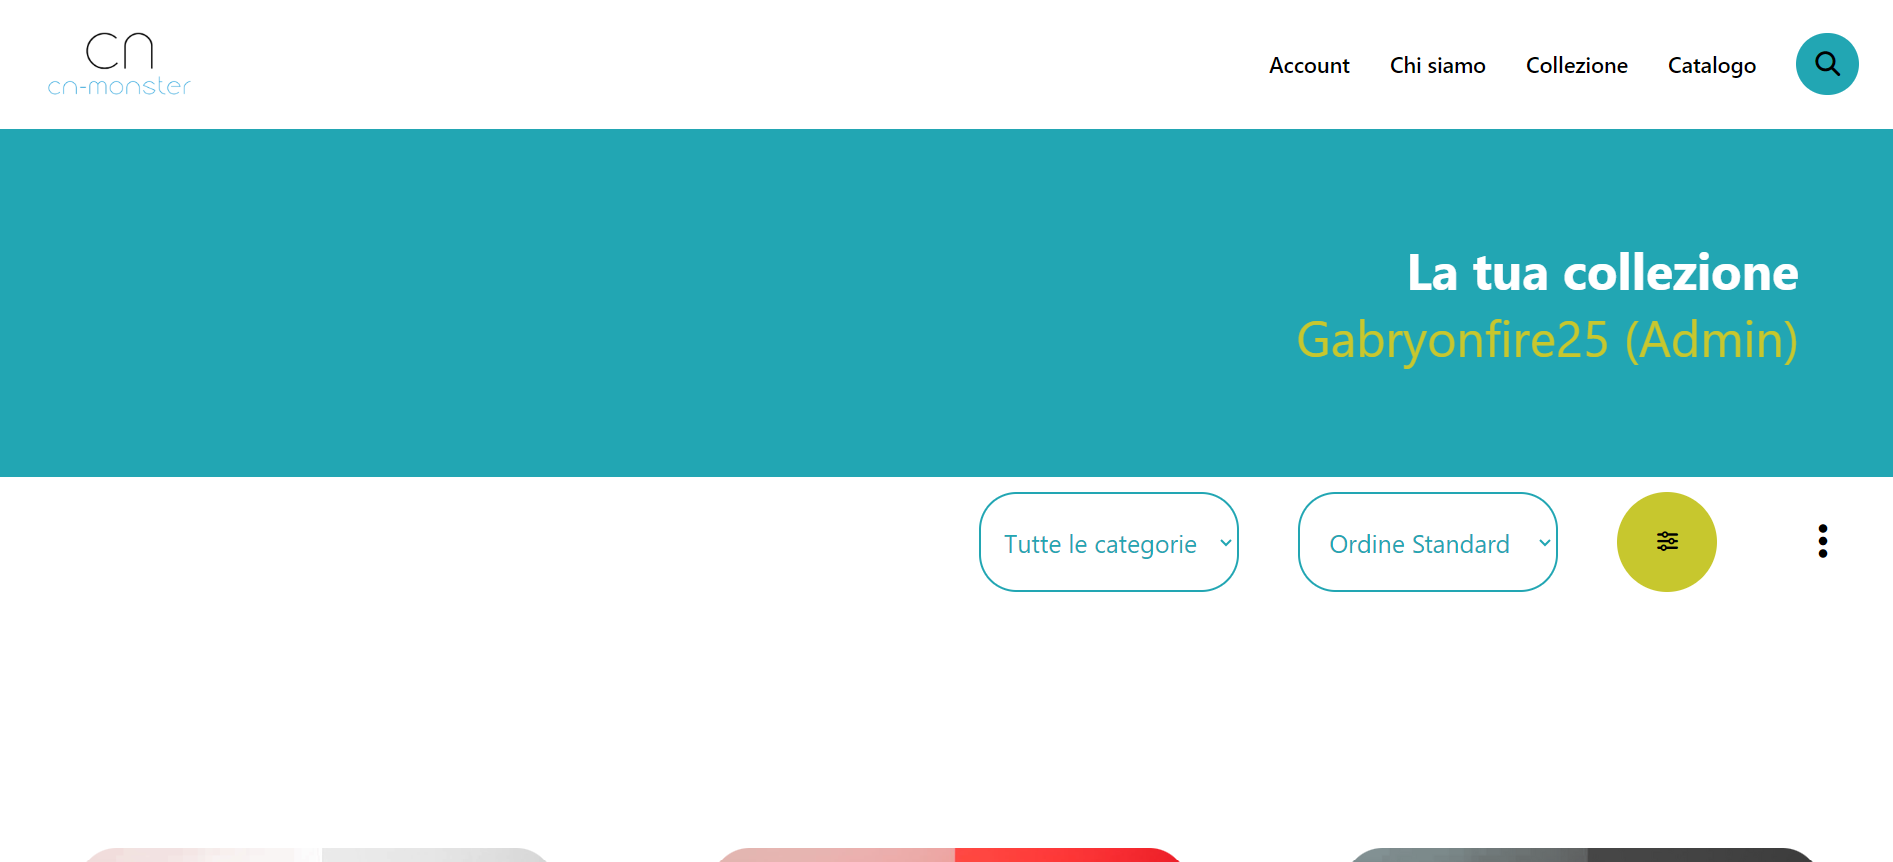 cn
cn-monster
Account
Chi siamo
Collezione
Catalogo
La tua collezione
Gabryonfire25 (Admin)
Tutte le categorie
Ordine Standard